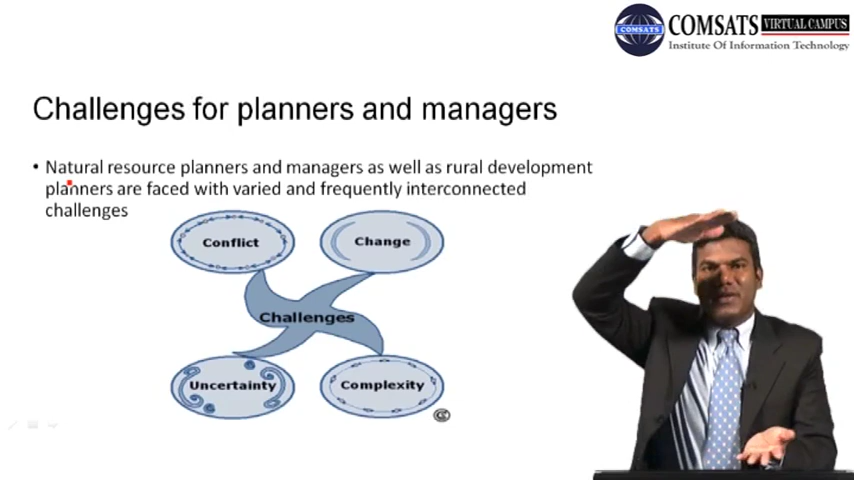 COMSATS
COMSATS VIRTUAL CAMPUS
Institute Of Information Technology
Challenges for planners and managers
• Natural resource planners and managers as well as rural development
planners are faced with varied and frequently interconnected
challenges
Conflict
Change
Challenges
Uncertainty
Complexity